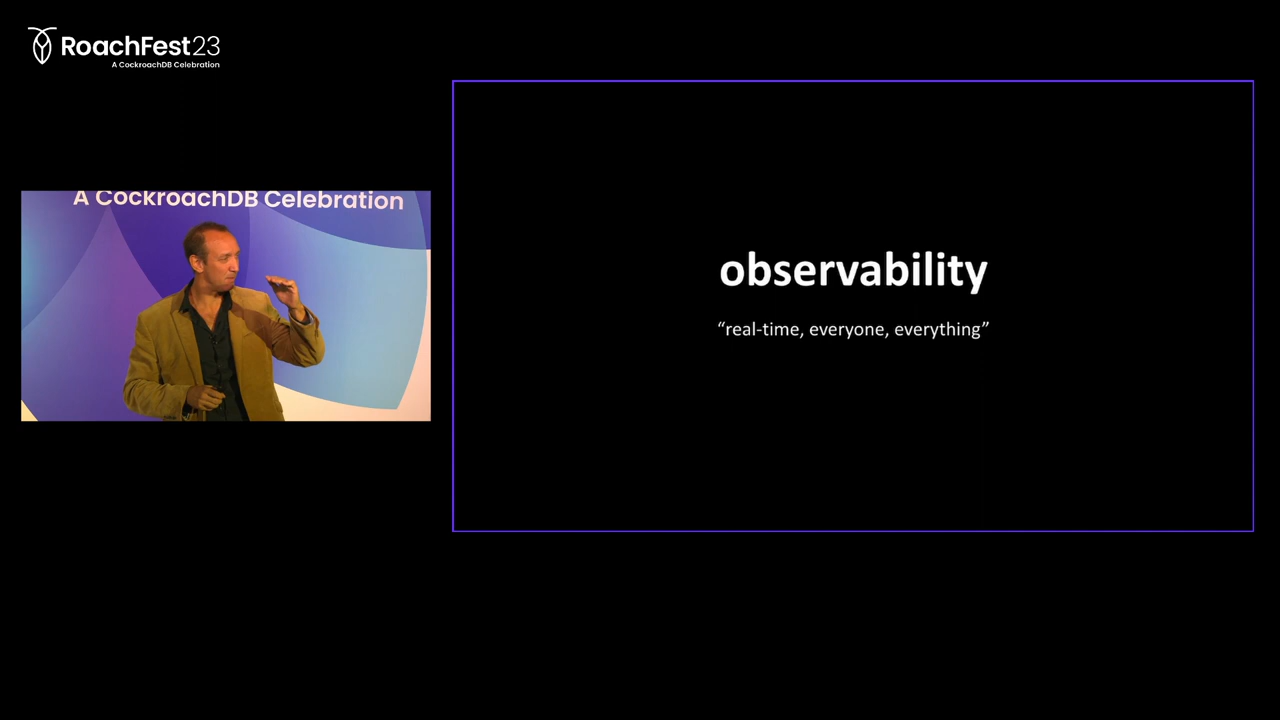 RoachFest23
A CockroachDB Celebration
A CockroachDB Celebration
observability
“real-time, everyone, everything”